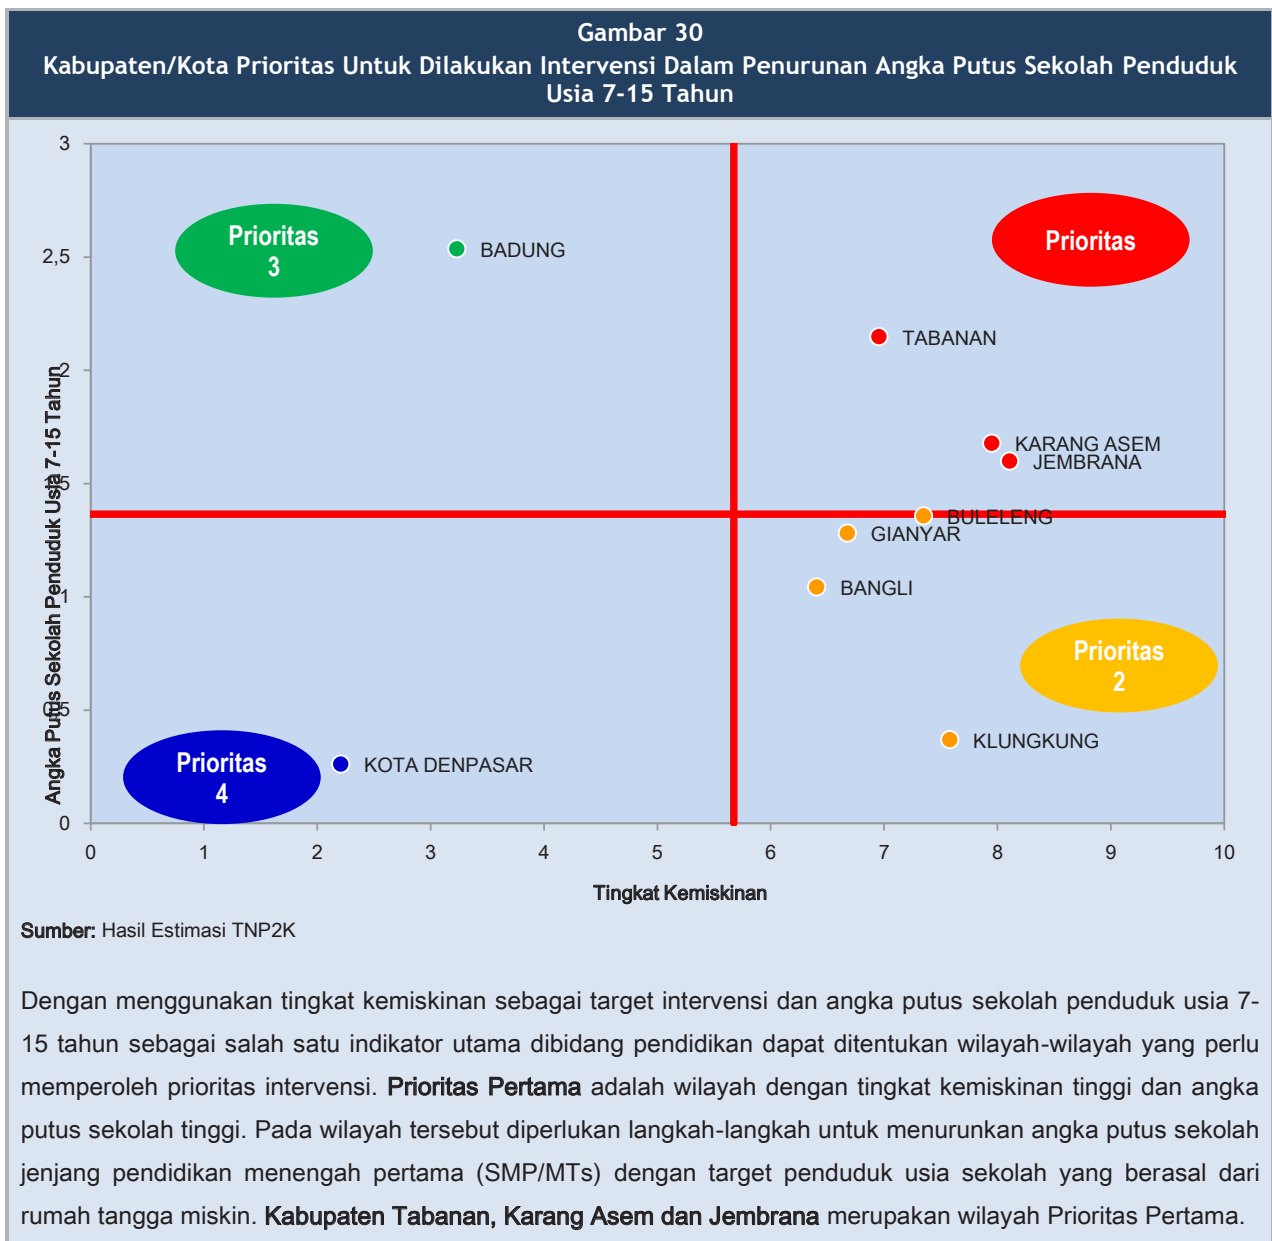 Gambar 30
Kabupaten/Kota Prioritas Untuk Dilakukan Intervensi Dalam Penurunan Angka Putus Sekolah Penduduk
Usia 7-15 Tahun
3
2,5
2
1,5
1
0,5
0
Angka Putus Sekolah Penduduk Usia 7-15 Tahun
Prioritas
3
BADUNG
Prioritas
TABANAN
KARANG ASEM
JEMBRANA
BULELENG
GIANYAR
BANGLI
Prioritas
2
KLUNGKUNG
Prioritas
4
KOTA DENPASAR
0 1 2 3 4 5 6 7 8 9 10
Tingkat Kemiskinan
Sumber: Hasil Estimasi TNP2K
Dengan menggunakan tingkat kemiskinan sebagai target intervensi dan angka putus sekolah penduduk usia 7-
15 tahun sebagai salah satu indikator utama dibidang pendidikan dapat ditentukan wilayah-wilayah yang perlu
memperoleh prioritas intervensi. Prioritas Pertama adalah wilayah dengan tingkat kemiskinan tinggi dan angka
putus sekolah tinggi. Pada wilayah tersebut diperlukan langkah-langkah untuk menurunkan angka putus sekolah
jenjang pendidikan menengah pertama (SMP/MTs) dengan target penduduk usia sekolah yang berasal dari
rumah tangga miskin. Kabupaten Tabanan, Karang Asem dan Jembrana merupakan wilayah Prioritas Pertama.